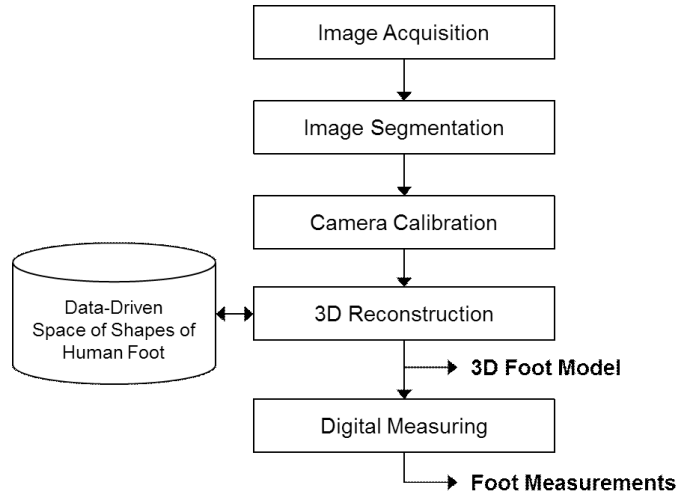 Image Acquisition
Image Segmentation
Camera Calibration
Data-Driven
Space of Shapes of
Human Foot
3D Reconstruction
3D Foot Model
Digital Measuring
Foot Measurements